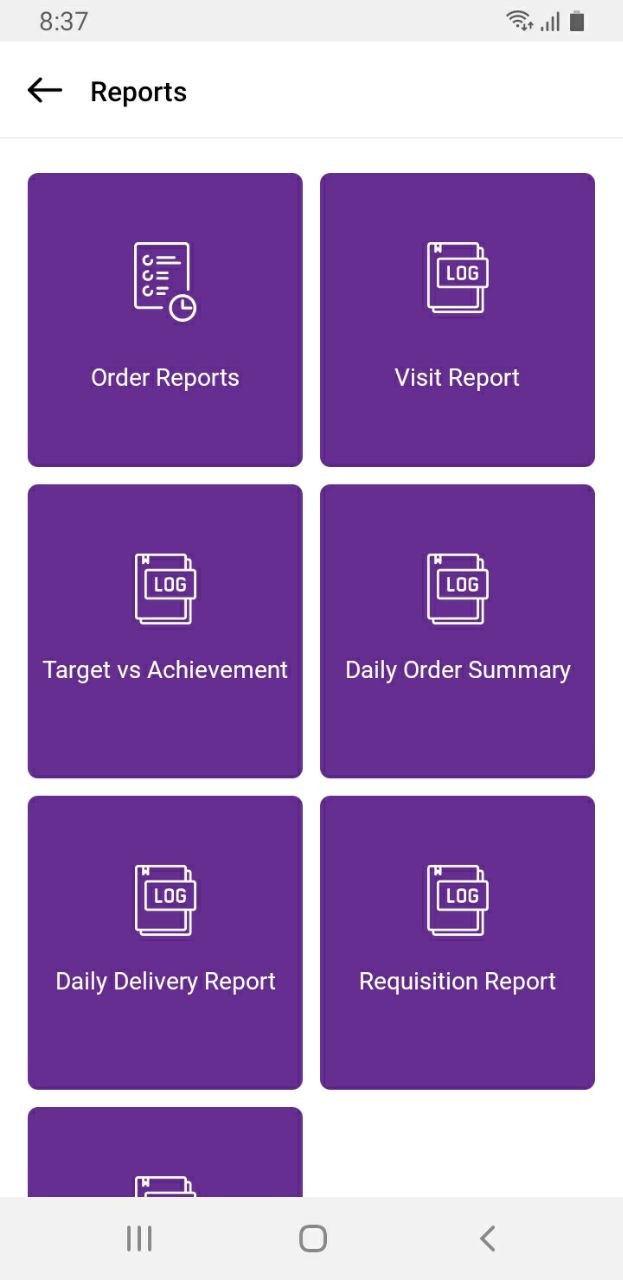 8:37
Reports
LOG
Order Reports
Visit Report
LOG
LOG
Target vs Achievement
Daily Order Summary
LOG
LOG
Daily Delivery Report
Requisition Report